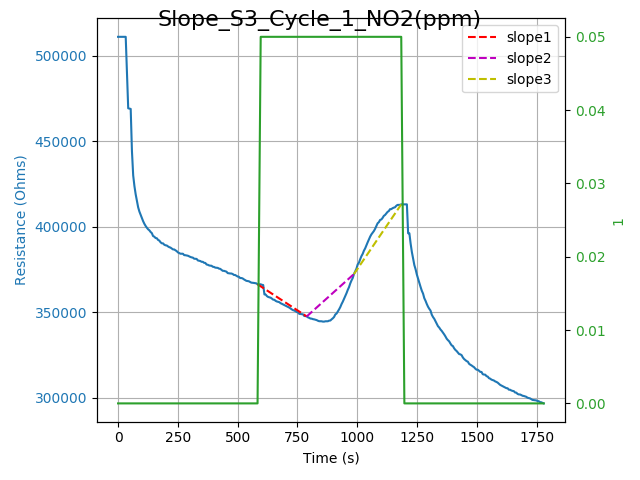 Slope_S3_Cycle_1_NO2(ppm)
slope1
slope2
slope3
Resistance (Ohms)
500000
450000
400000
350000
300000
0.05
0.04
0.03
0.02
0.01
0.00
1
0 250 500 750 1000 1250 1500 1750
Time (s)